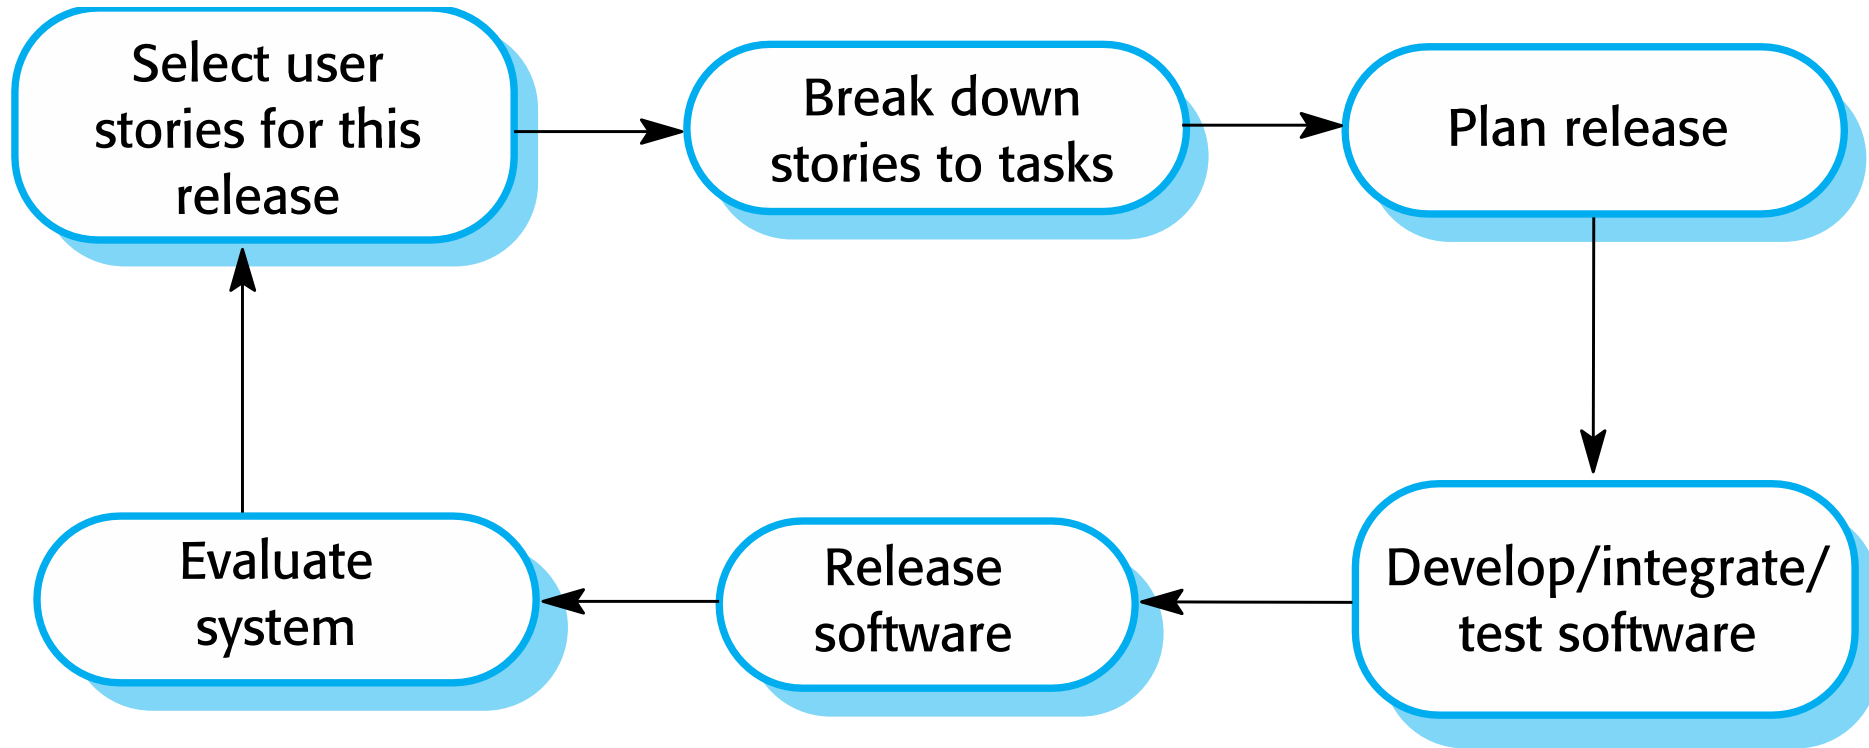 Select user
stories for this
release
Break down
stories to tasks
Plan release
Develop/integrate/
test software
Release
software
Evaluate
system